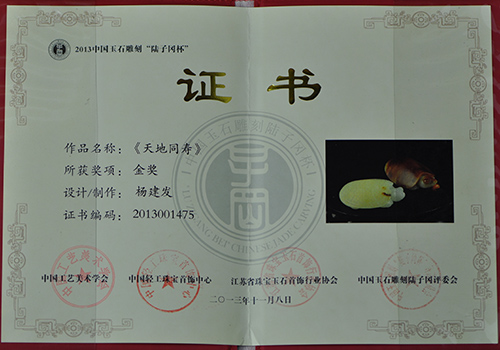 2013中国玉石雕刻“陆子冈杯”
证书
作品名称：《天地同寿》
所获奖项：金奖
设计/制作：杨建发
证书编码：2013001475
中国工艺美术学会
中国轻工珠宝首饰中心
江苏省珠宝玉石首饰行业协会
中国玉石雕刻陆子冈评委会
二〇一三年十一月八日